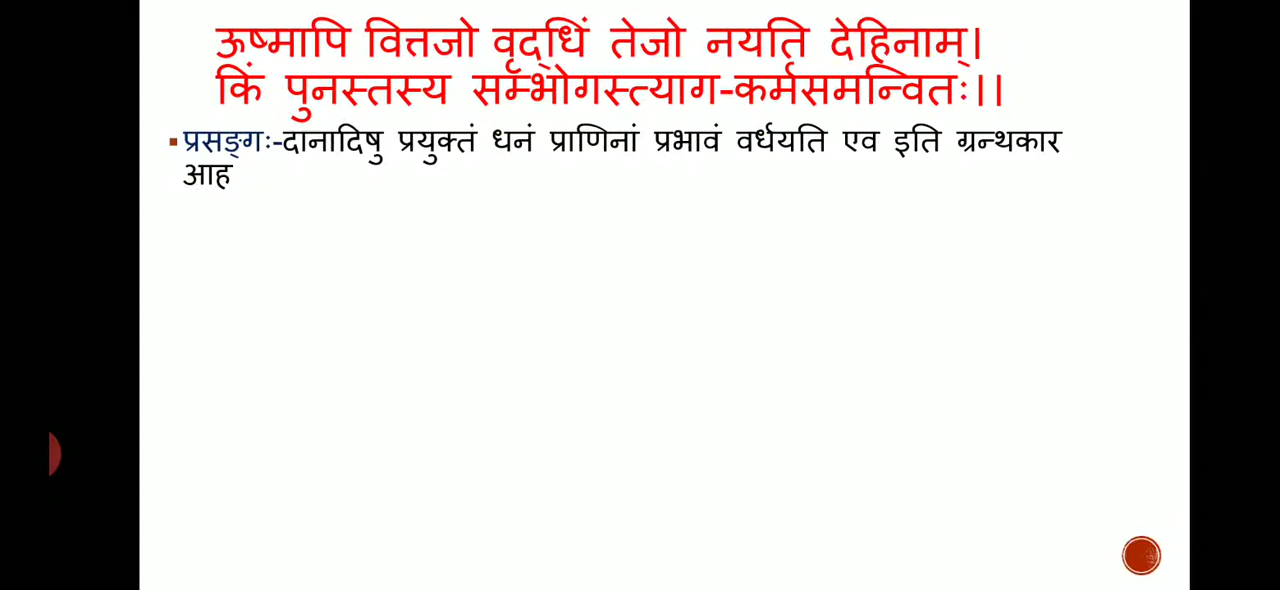 ऊष्मापि वित्तजो वृद्धिं तेजो नयति देहिनाम्।
किं पुनस्तस्य सम्भोगस्त्याग-कर्मसमन्वितः।।
▪प्रसङ्गः-दानादिषु प्रयुक्तं धनं प्राणिनां प्रभावं वर्धयति एव इति ग्रन्थकार
आह